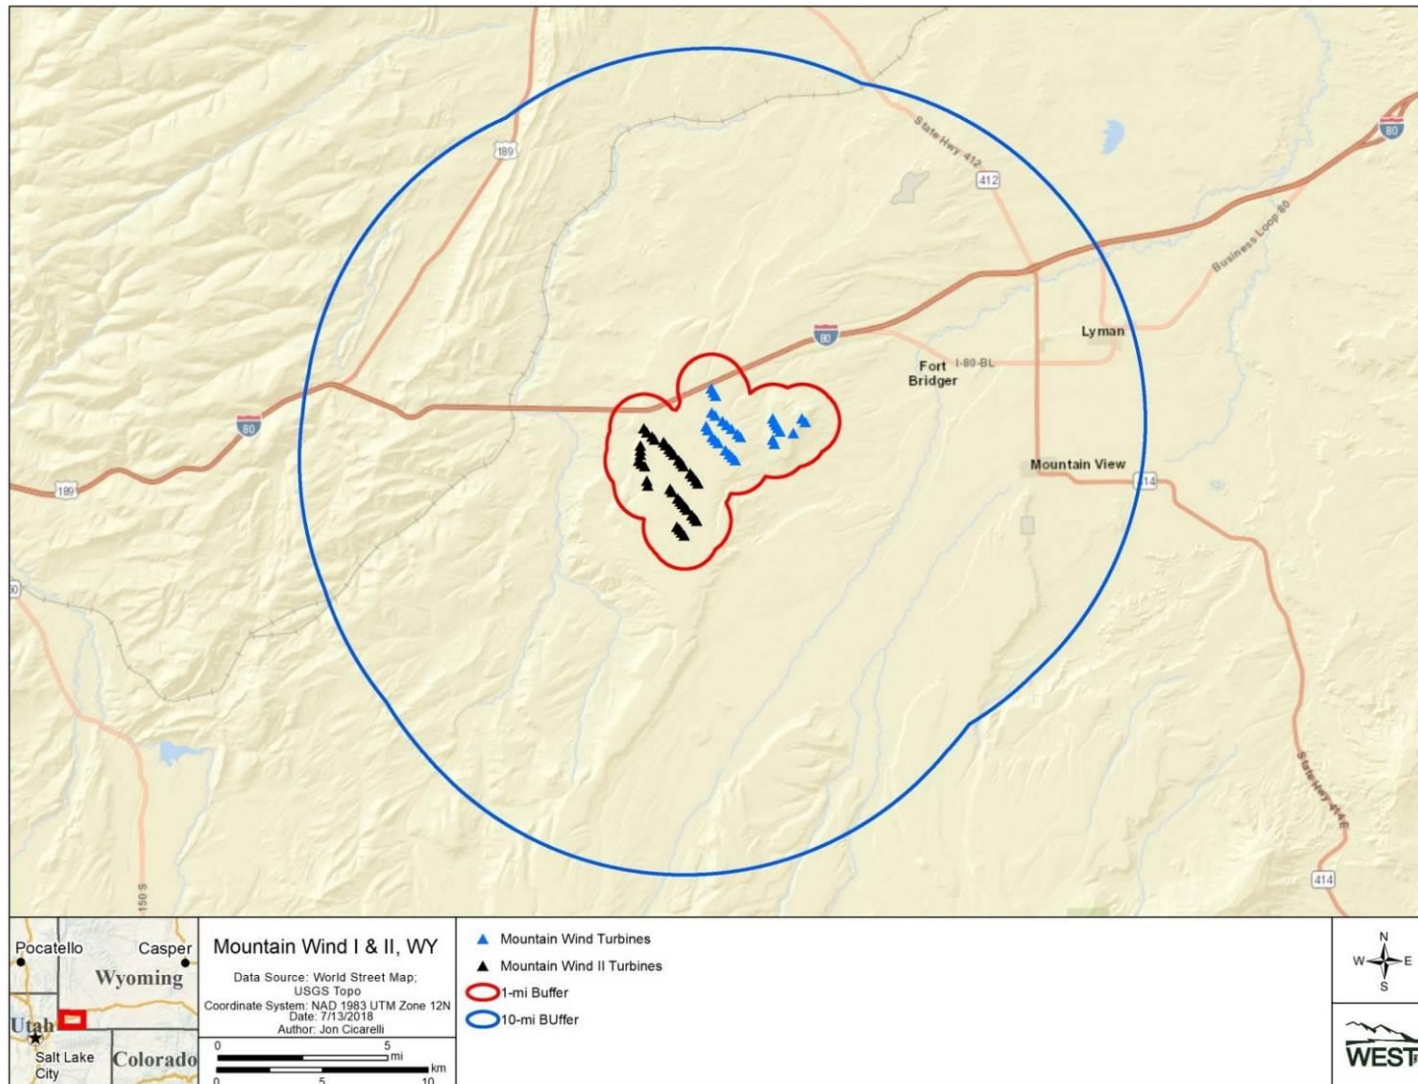 189
State Hwy 412
412
80
Business Loop 80
80
Lyman
I-80-BL
Fort
Bridger
80
Mountain View
414
189
State Hwy 414E
414
150 S
Pocatello
Casper
Wyoming
Utah
Salt Lake
City
Colorado
Mountain Wind I & II, WY
Data Source: World Street Map;
USGS Topo
Coordinate System: NAD 1983 UTM Zone 12N
Date: 7/13/2018
Author: Jon Cicarelli
0 5
mi
km
0 5 10
Mountain Wind Turbines
Mountain Wind II Turbines
1-mi Buffer
10-mi BUffer
N
W E
S
WEST